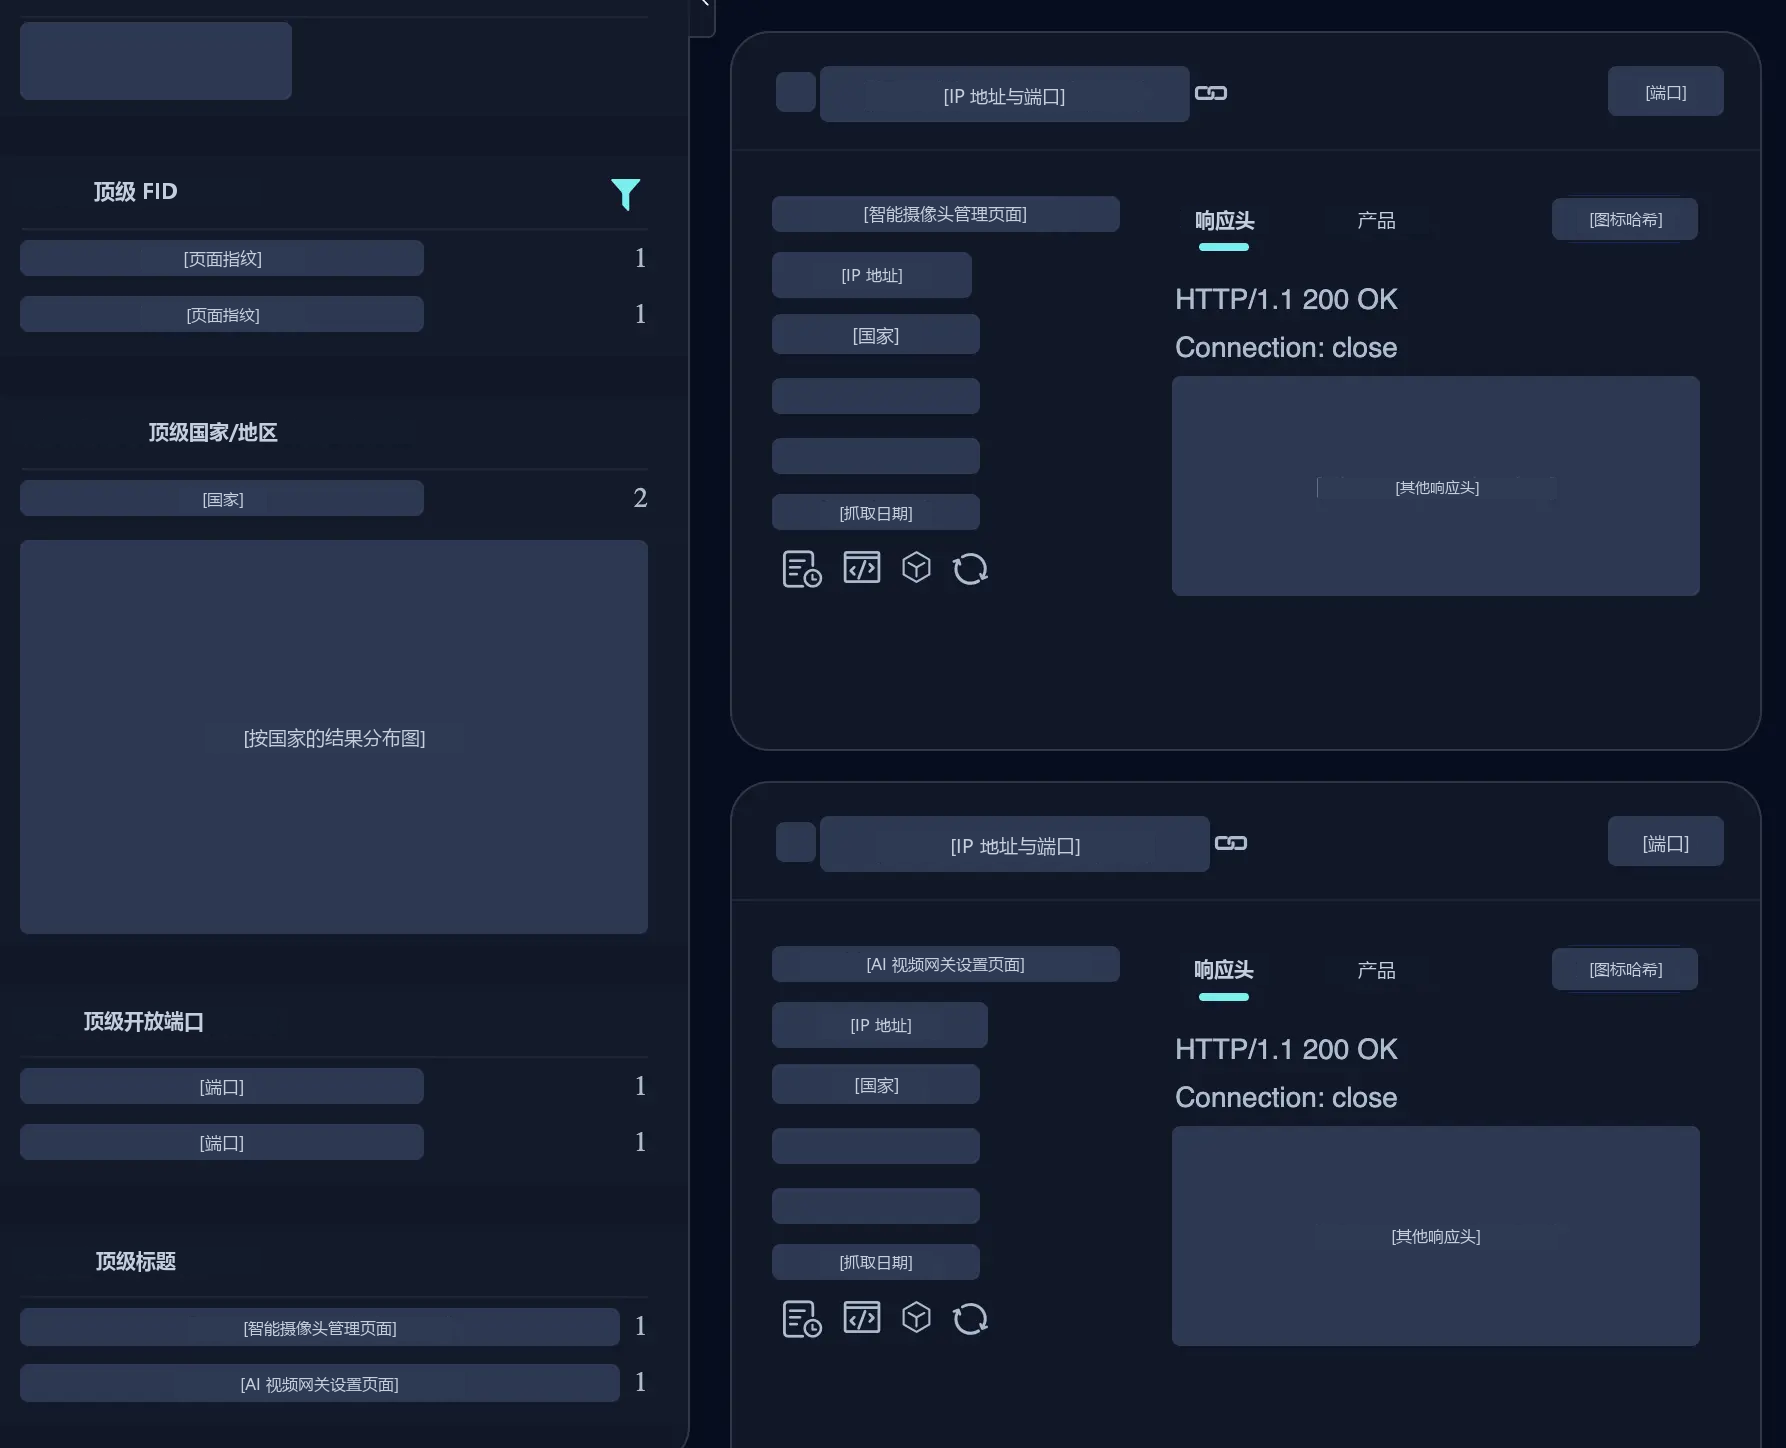 顶级 FID
[页面指纹] 1
[页面指纹] 1
顶级国家/地区
[国家] 2
[按国家的结果分布图]
顶级开放端口
[端口] 1
[端口] 1
顶级标题
[智能摄像头管理页面] 1
[AI 视频网关设置页面] 1
[IP 地址与端口]
[端口]
[智能摄像头管理页面]
[IP 地址]
[国家]
[抓取日期]
响应头 产品 [图标哈希]
HTTP/1.1 200 OK
Connection: close
[其他响应头]
[IP 地址与端口]
[端口]
[AI 视频网关设置页面]
[IP 地址]
[国家]
[抓取日期]
响应头 产品 [图标哈希]
HTTP/1.1 200 OK
Connection: close
[其他响应头]